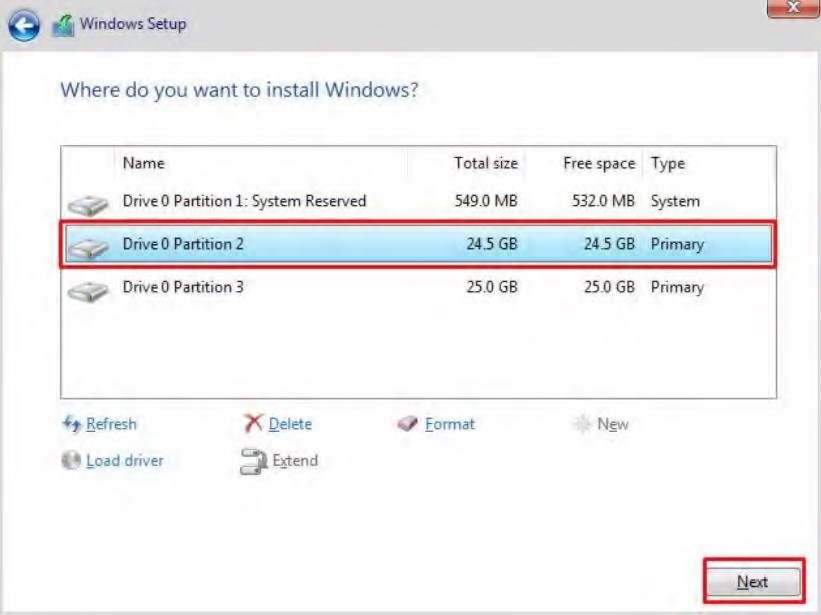 Windows Setup
x
Where do you want to install Windows?
Name Total size Free space Type
Drive 0 Partition 1: System Reserved 549.0 MB 532.0 MB System
Drive 0 Partition 2 24.5 GB 24.5 GB Primary
Drive 0 Partition 3 25.0 GB 25.0 GB Primary
Refresh Delete Format New
Load driver Extend
Next